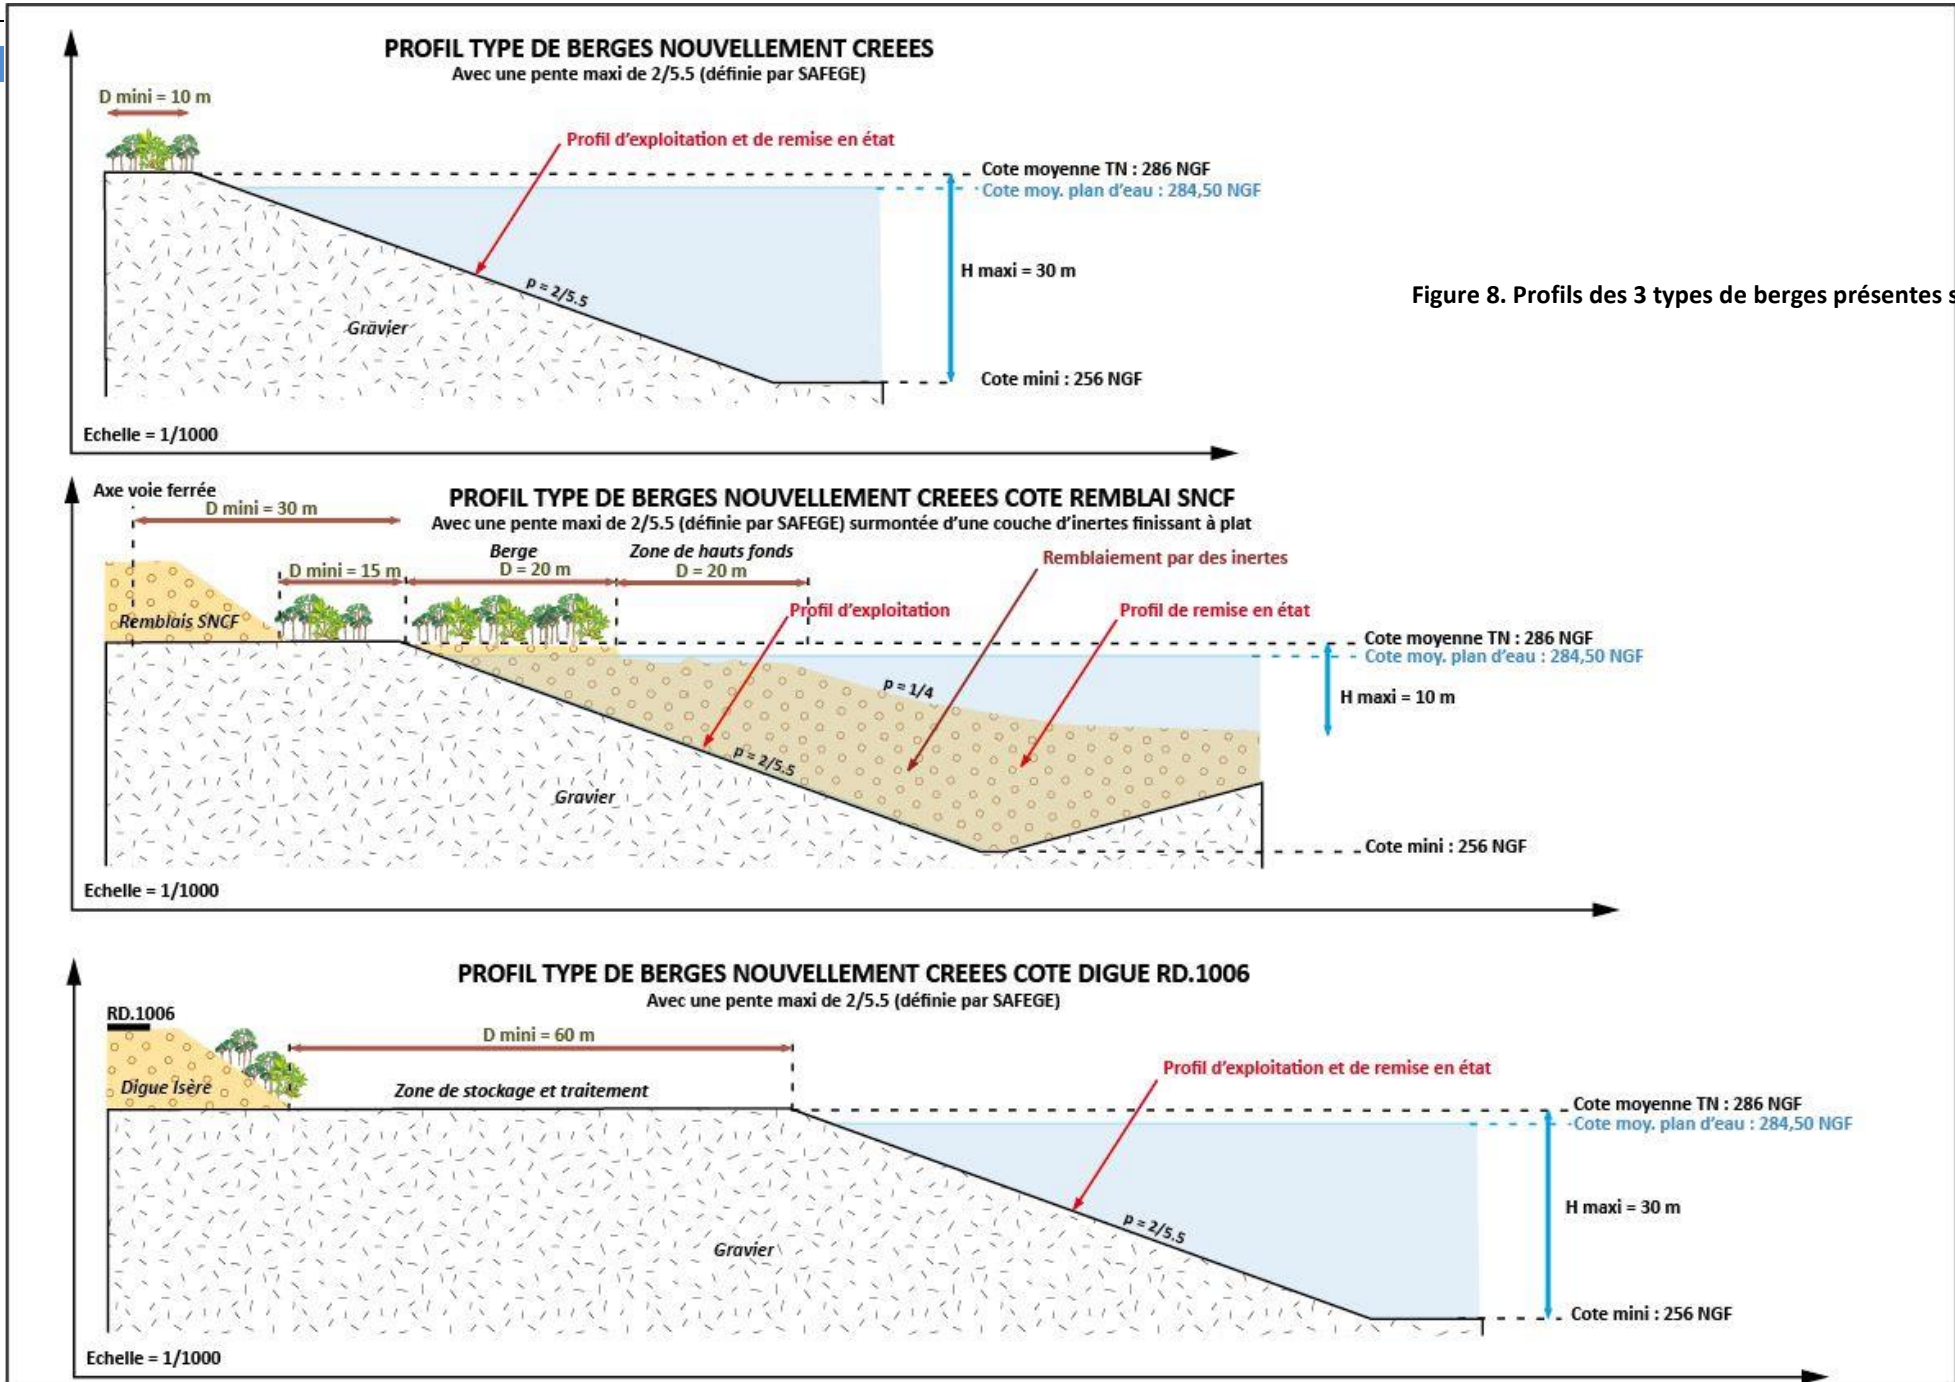 PROFIL TYPE DE BERGES NOUVELLEMENT CREEES
Avec une pente maxi de 2/5.5 (définie par SAFEGE)
D mini = 10 m
Profil d'exploitation et de remise en état
Cote moyenne TN : 286 NGF
Cote moy. plan d'eau : 284,50 NGF
H maxi = 30 m
p = 2/5.5
Gravier
Cote mini : 256 NGF
Echelle = 1/1000
Figure 8. Profils des 3 types de berges présentes s
Axe voie ferrée
PROFIL TYPE DE BERGES NOUVELLEMENT CREEES COTE REMBLAI SNCF
D mini = 30 m
Avec une pente maxi de 2/5.5 (définie par SAFEGE) surmontée d'une couche d'inertes finissant à plat
Berge
Zone de hauts fonds
D mini = 15 m
D = 20 m
D = 20 m
Remblaiement par des inertes
Remblais SNCF
Profil d'exploitation
Profil de remise en état
Cote moyenne TN : 286 NGF
Cote moy. plan d'eau : 284,50 NGF
p = 1/4
H maxi = 10 m
p = 2/5.5
Gravier
Cote mini : 256 NGF
Echelle = 1/1000
PROFIL TYPE DE BERGES NOUVELLEMENT CREEES COTE DIGUE RD.1006
Avec une pente maxi de 2/5.5 (définie par SAFEGE)
RD.1006
D mini = 60 m
Profil d'exploitation et de remise en état
Digue Isère
Zone de stockage et traitement
Cote moyenne TN : 286 NGF
Cote moy. plan d'eau : 284,50 NGF
H maxi = 30 m
p = 2/5.5
Gravier
Cote mini : 256 NGF
Echelle = 1/1000